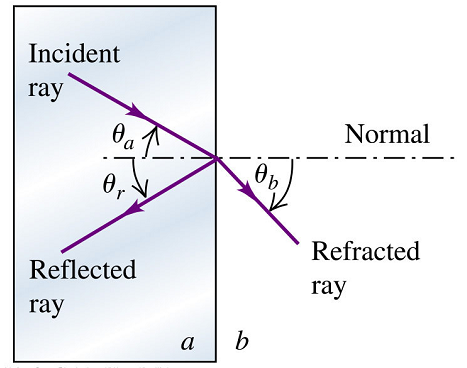 Incident
ray
θa
Normal
θr
θb
Reflected
ray
Refracted
ray
a
b